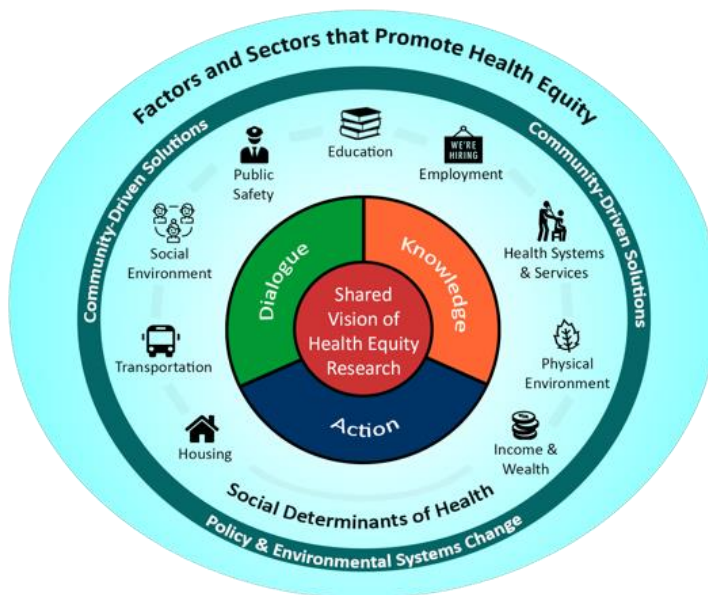 Factors and Sectors that Promote Health Equity
Community-Driven Solutions
Community-Driven Solutions
Education
WE'RE
HIRING
Employment
Public
Safety
Social
Environment
Health Systems
& Services
Dialogue
Knowledge
Shared
Vision of
Health Equity
Research
Transportation
Physical
Environment
Action
Housing
Income &
Wealth
Social Determinants of Health
Policy & Environmental Systems Change